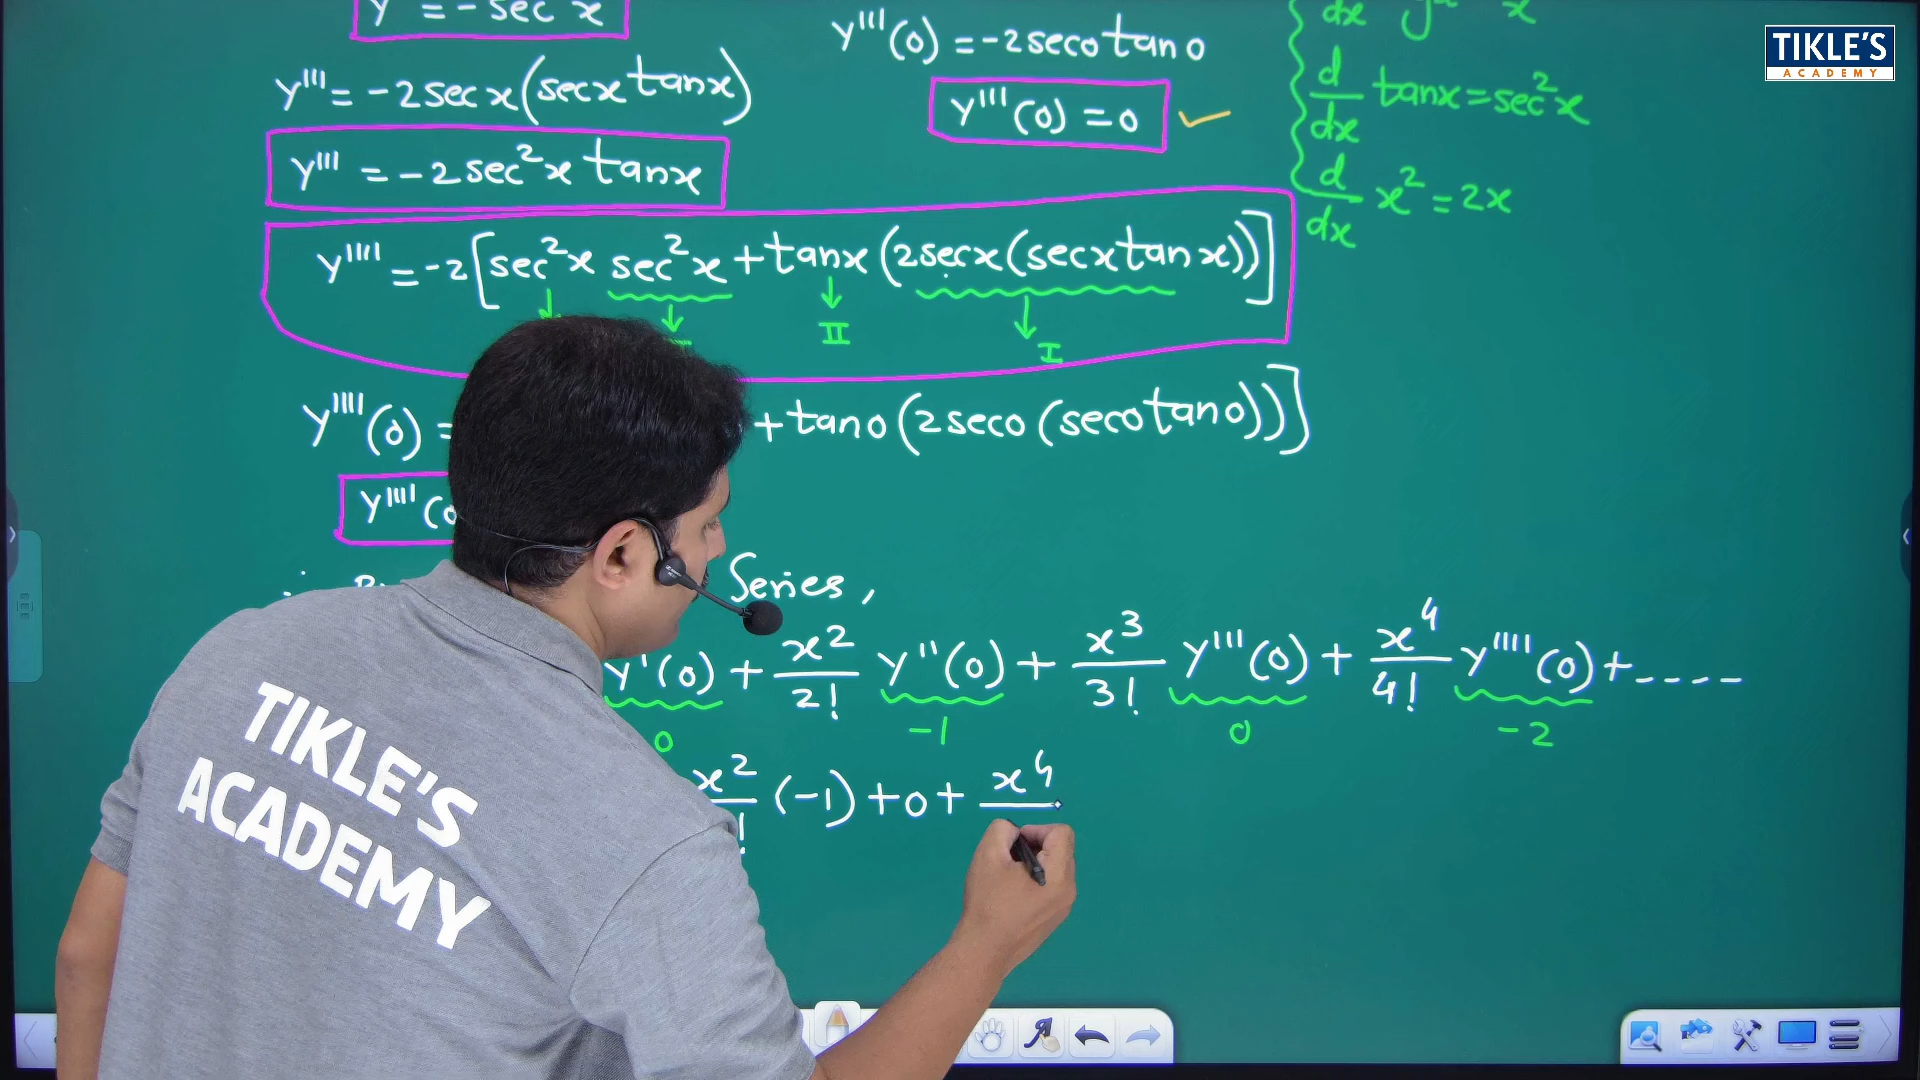 TIKLE'S
ACADEMY
y = -sec x
y'''(0) = -2 sec0 tan0
dx x
y''' = -2 sec x (sec x tan x)
y'''(0) = 0 ✓
d/dx tan x = sec²x
y''' = -2 sec²x tan x
d/dx x² = 2x
y'''' = -2[sec²x sec²x + tan x (2 sec x (sec x tan x))]
II
I
y''''(0) = + tan0 (2 sec0 (sec0 tan0))]
y''''(0
Series,
y'(0) + x²/2! y''(0) + x³/3! y'''(0) + x⁴/4! y''''(0) + ----
0 -1 0 -2
x²/! (-1) + 0 + x⁴
TIKLE'S
ACADEMY